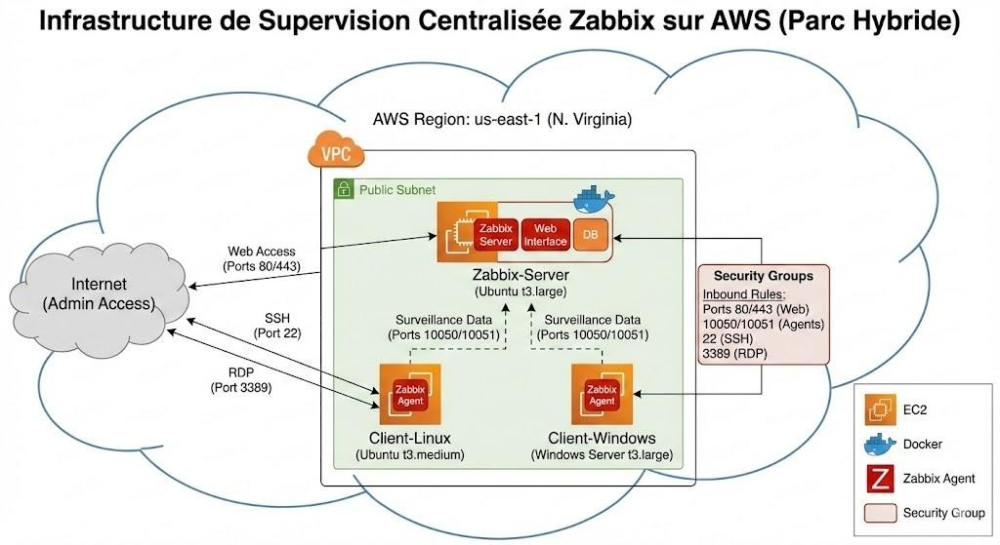 Infrastructure de Supervision Centralisée Zabbix sur AWS (Parc Hybride)
AWS Region: us-east-1 (N. Virginia)
VPC
Public Subnet
Zabbix
Server
Web
Interface
DB
Zabbix-Server
(Ubuntu t3.large)
Internet
(Admin Access)
Web Access
(Ports 80/443)
SSH
(Port 22)
RDP
(Port 3389)
Surveillance Data
(Ports 10050/10051)
Surveillance Data
(Ports 10050/10051)
Zabbix
Agent
Client-Linux
(Ubuntu t3.medium)
Zabbix
Agent
Client-Windows
(Windows Server t3.large)
Security Groups
Inbound Rules:
Ports 80/443 (Web)
10050/10051 (Agents)
22 (SSH)
3389 (RDP)
EC2
Docker
Z
Zabbix Agent
Security Group